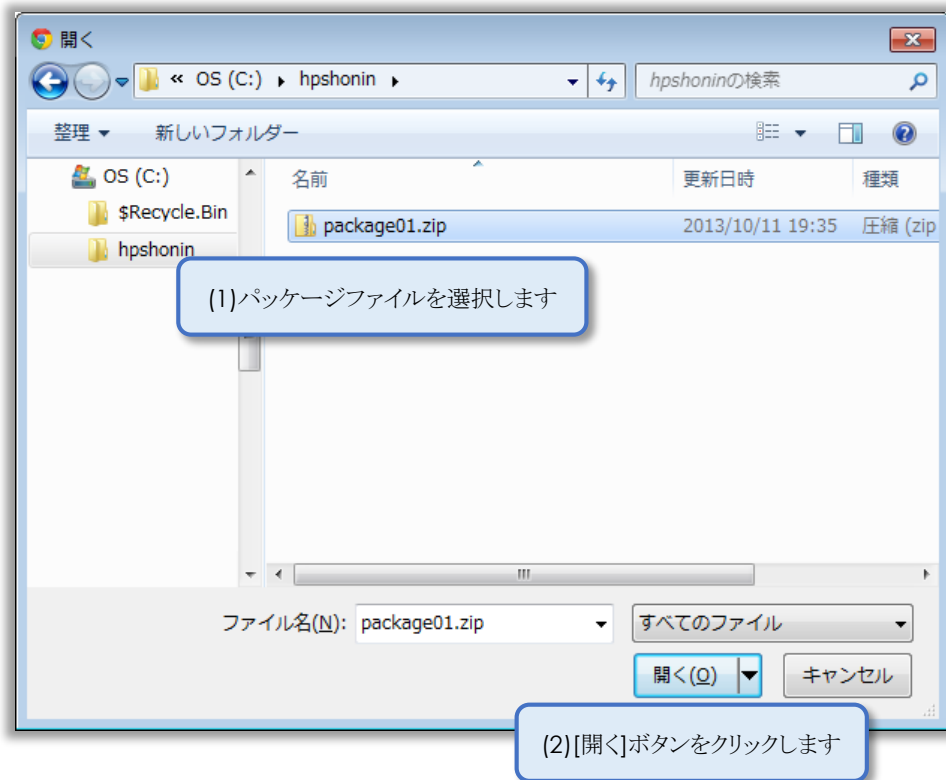 開く
« OS (C:) ▸ hpshonin ▸ hpshoninの検索
整理 ▼ 新しいフォルダー
OS (C:)
$Recycle.Bin
hpshonin
名前 更新日時 種類
package01.zip 2013/10/11 19:35 圧縮 (zip
(1)パッケージファイルを選択します
ファイル名(N): package01.zip すべてのファイル
開く(O) キャンセル
(2)[開く]ボタンをクリックします